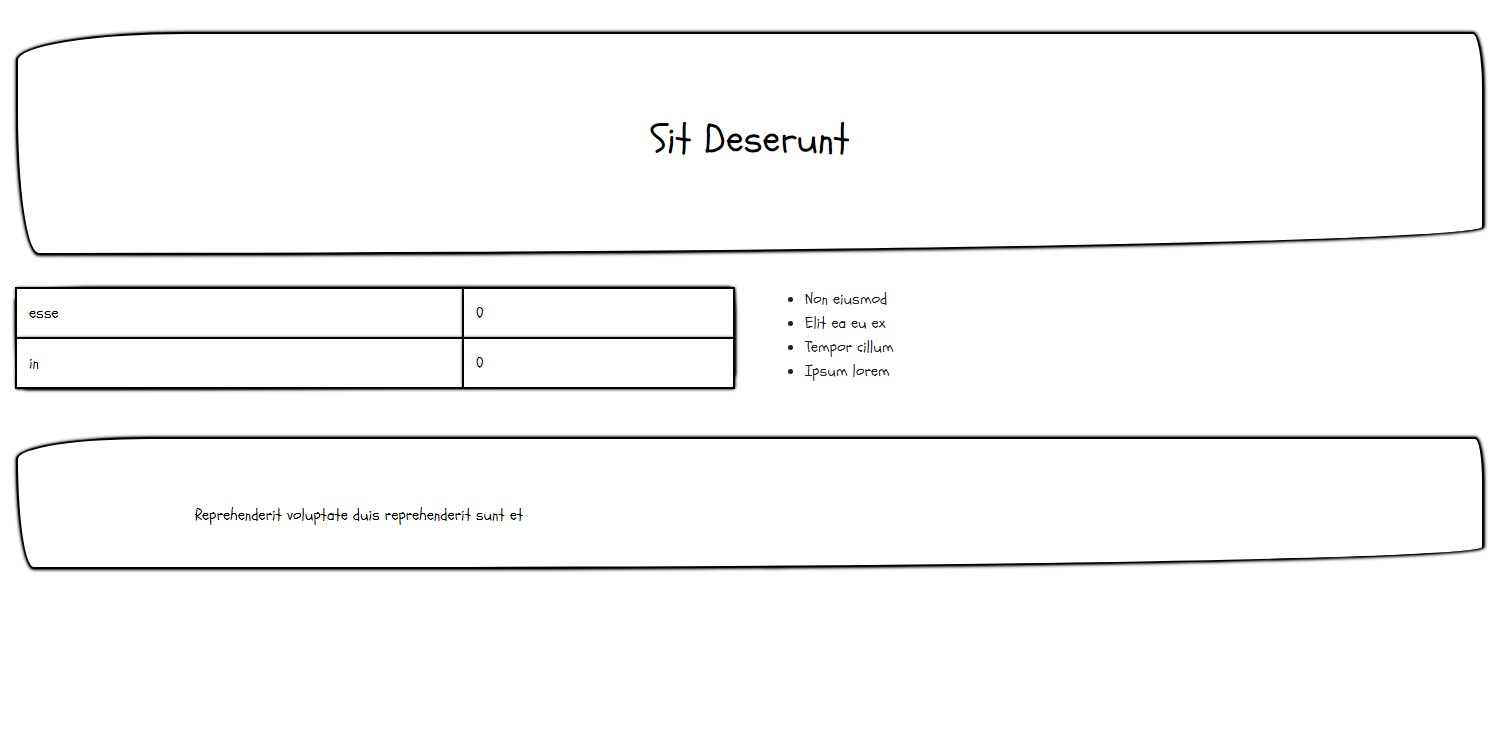 Sit Deserunt
esse 0
in 0
Non eiusmod
Elit ea eu ex
Tempor cillum
Ipsum lorem
Reprehenderit voluptate duis reprehenderit sunt et